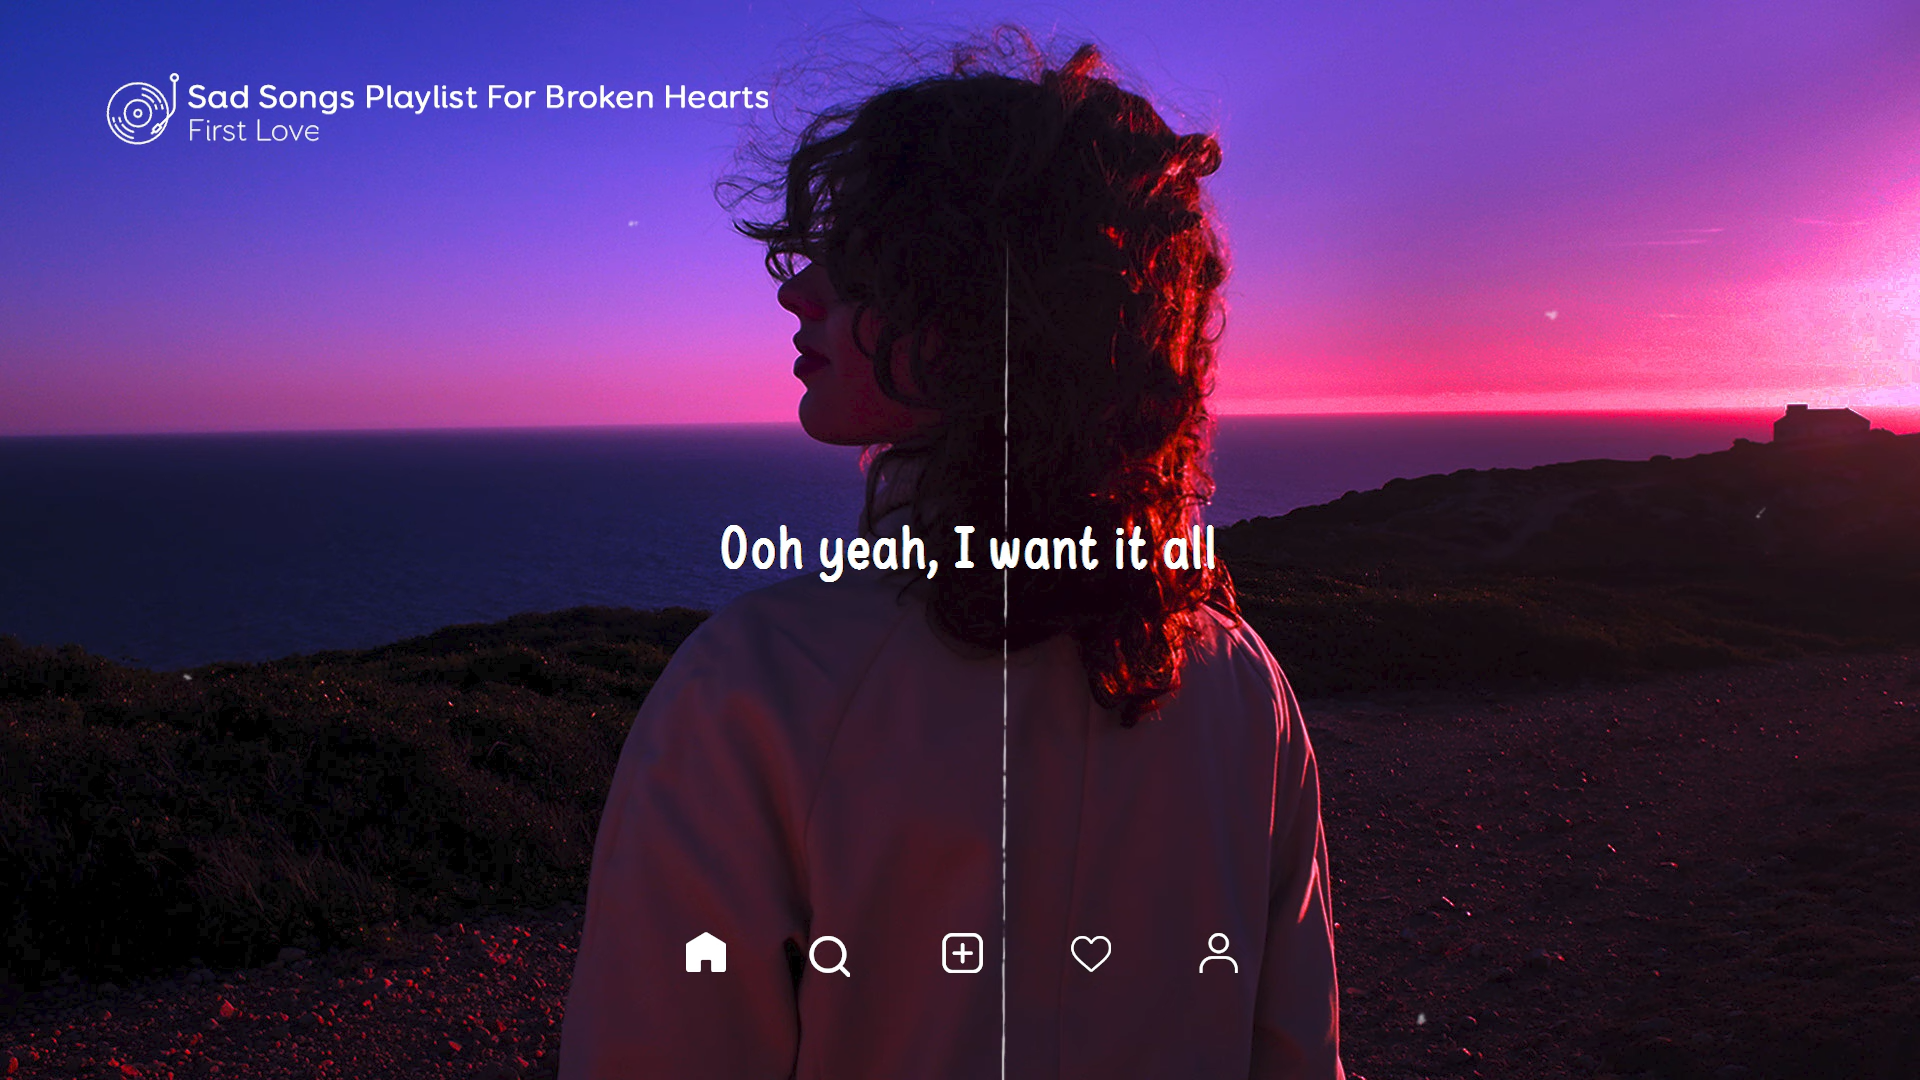 Sad Songs Playlist For Broken Hearts
First Love
Ooh yeah, I want it all